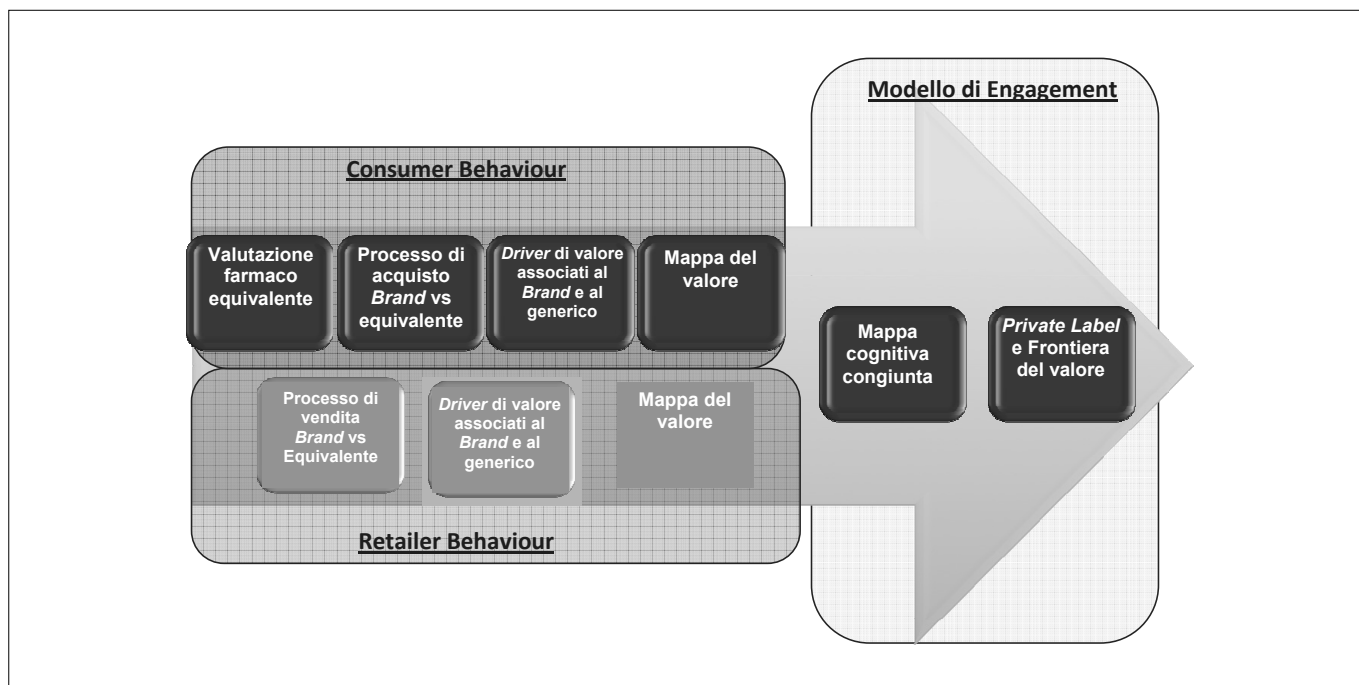 Modello di Engagement
Consumer Behaviour
Valutazione
farmaco
equivalente
Processo di
acquisto
Brand vs
equivalente
Driver di valore
associati al
Brand e al
generico
Mappa del
valore
Mappa
cognitiva
congiunta
Private Label
e Frontiera
del valore
Processo di
vendita
Brand vs
Equivalente
Driver di valore
associati al
Brand e al
generico
Mappa del
valore
Retailer Behaviour